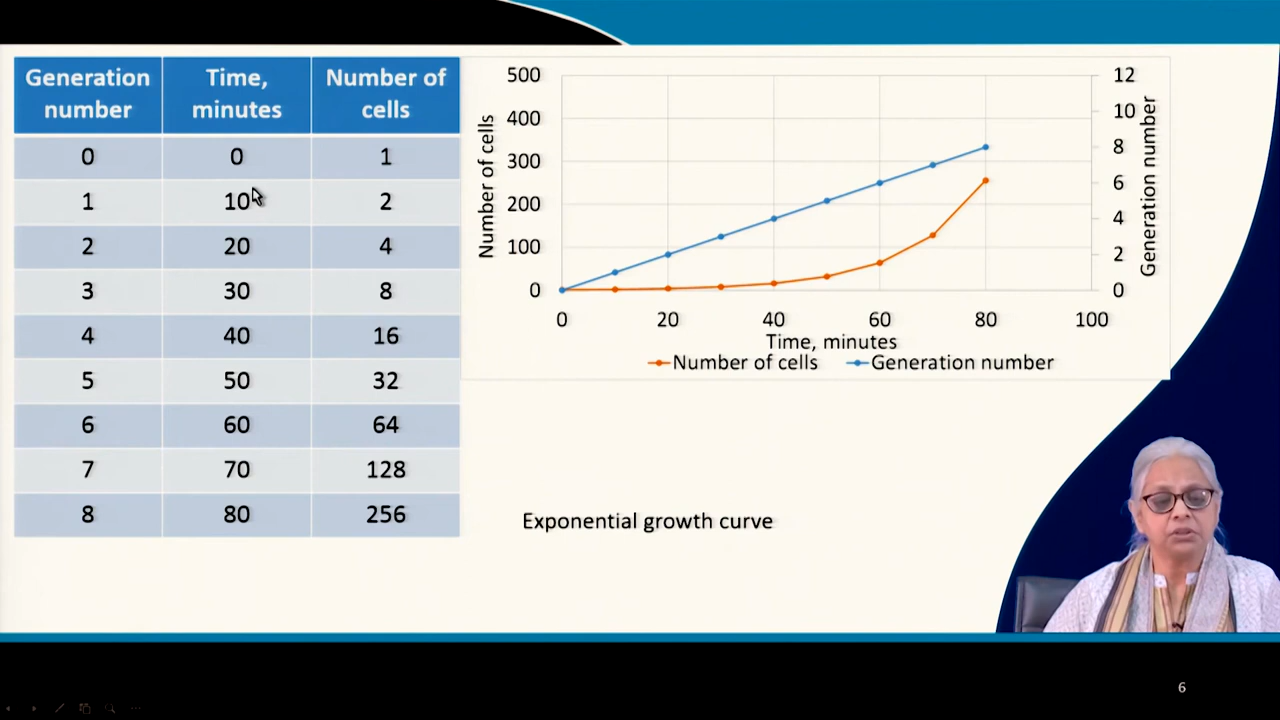 Generation number
Time, minutes
Number of cells
0 0 1
1 10 2
2 20 4
3 30 8
4 40 16
5 50 32
6 60 64
7 70 128
8 80 256
Number of cells
500
400
300
200
100
0
12
10
8
6
4
2
0
Generation number
0 20 40 60 80 100
Time, minutes
Number of cells Generation number
Exponential growth curve
6